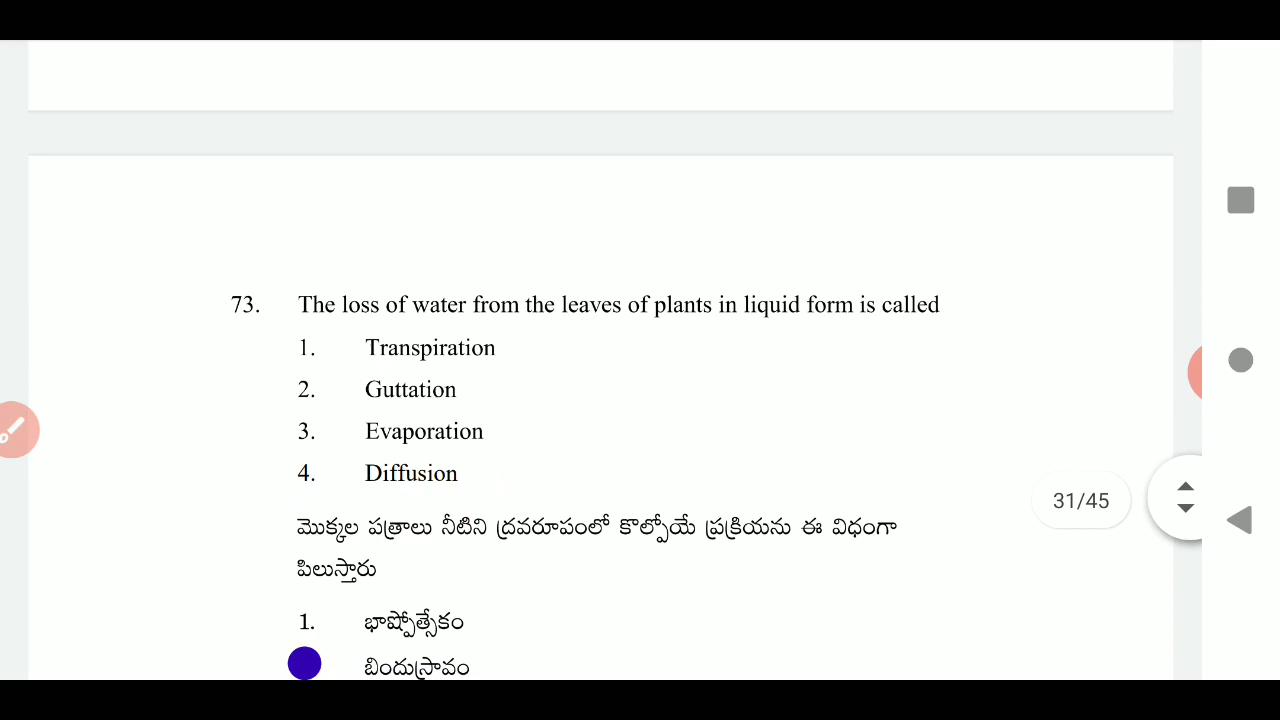 73. The loss of water from the leaves of plants in liquid form is called
1. Transpiration
2. Guttation
3. Evaporation
4. Diffusion
మొక్కల పత్రాలు నీటిని ద్రవరూపంలో కొల్పోయే ప్రక్రియను ఈ విధంగా
పిలుస్తారు
1. భాష్పోత్సేకం
బిందుస్రావం
31/45